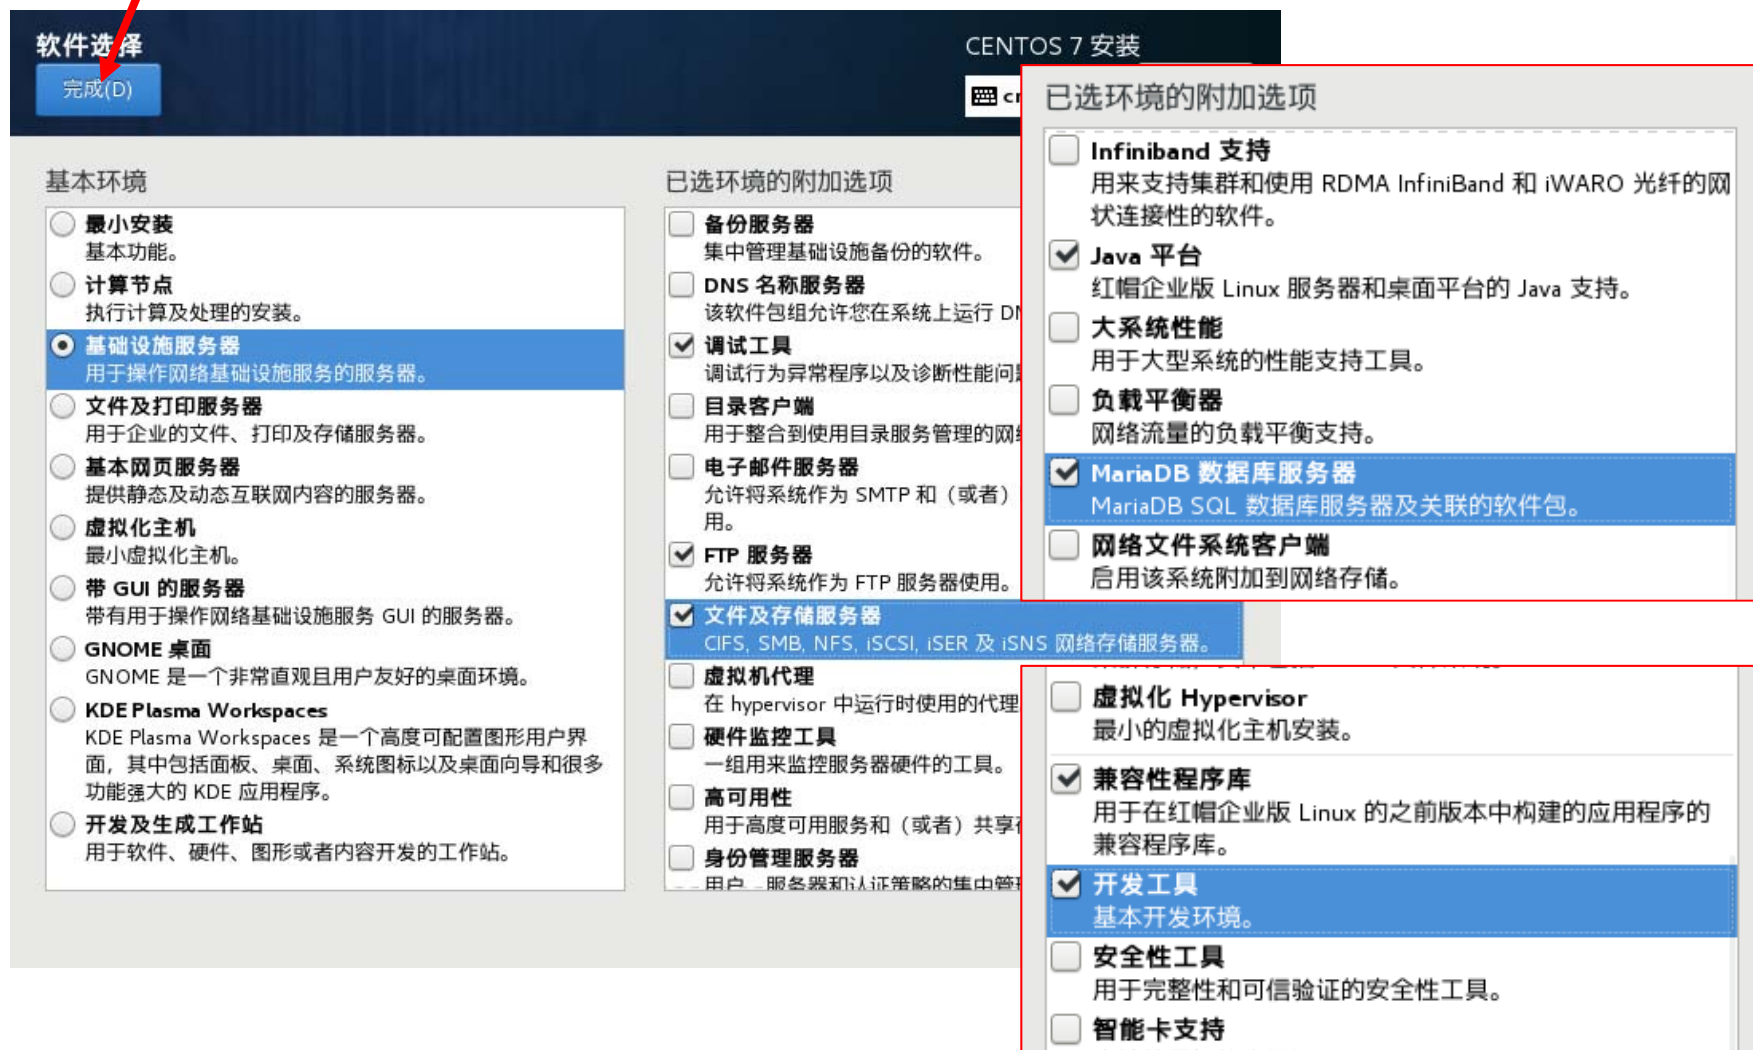 软件选择
完成(D)
CENTOS 7 安装
基本环境
最小安装
基本功能。
计算节点
执行计算及处理的安装。
基础设施服务器
用于操作网络基础设施服务的服务器。
文件及打印服务器
用于企业的文件、打印及存储服务器。
基本网页服务器
提供静态及动态互联网内容的服务器。
虚拟化主机
最小虚拟化主机。
带 GUI 的服务器
带有用于操作网络基础设施服务 GUI 的服务器。
GNOME 桌面
GNOME 是一个非常直观且用户友好的桌面环境。
KDE Plasma Workspaces
KDE Plasma Workspaces 是一个高度可配置图形用户界
面，其中包括面板、桌面、系统图标以及桌面向导和很多
功能强大的 KDE 应用程序。
开发及生成工作站
用于软件、硬件、图形或者内容开发的工作站。
已选环境的附加选项
备份服务器
集中管理基础设施备份的软件。
DNS 名称服务器
该软件包组允许您在系统上运行
调试工具
调试行为异常程序以及诊断性能问
目录客户端
用于整合到使用目录服务管理的网
电子邮件服务器
允许将系统作为 SMTP 和（或者）
用。
FTP 服务器
允许将系统作为 FTP 服务器使用。
文件及存储服务器
CIFS, SMB, NFS, iSCSI, iSER 及 iSNS 网络存储服务器。
虚拟机代理
在 hypervisor 中运行时使用的代理
硬件监控工具
一组用来监控服务器硬件的工具。
高可用性
用于高度可用服务和（或者）共享
身份管理服务器
用户、服务器和认证策略的集中管
已选环境的附加选项
Infiniband 支持
用来支持集群和使用 RDMA InfiniBand 和 iWARO 光纤的网
状连接性的软件。
Java 平台
红帽企业版 Linux 服务器和桌面平台的 Java 支持。
大系统性能
用于大型系统的性能支持工具。
负载平衡器
网络流量的负载平衡支持。
MariaDB 数据库服务器
MariaDB SQL 数据库服务器及关联的软件包。
网络文件系统客户端
启用该系统附加到网络存储。
虚拟化 Hypervisor
最小的虚拟化主机安装。
兼容性程序库
用于在红帽企业版 Linux 的之前版本中构建的应用程序的
兼容程序库。
开发工具
基本开发环境。
安全性工具
用于完整性和可信验证的安全性工具。
智能卡支持